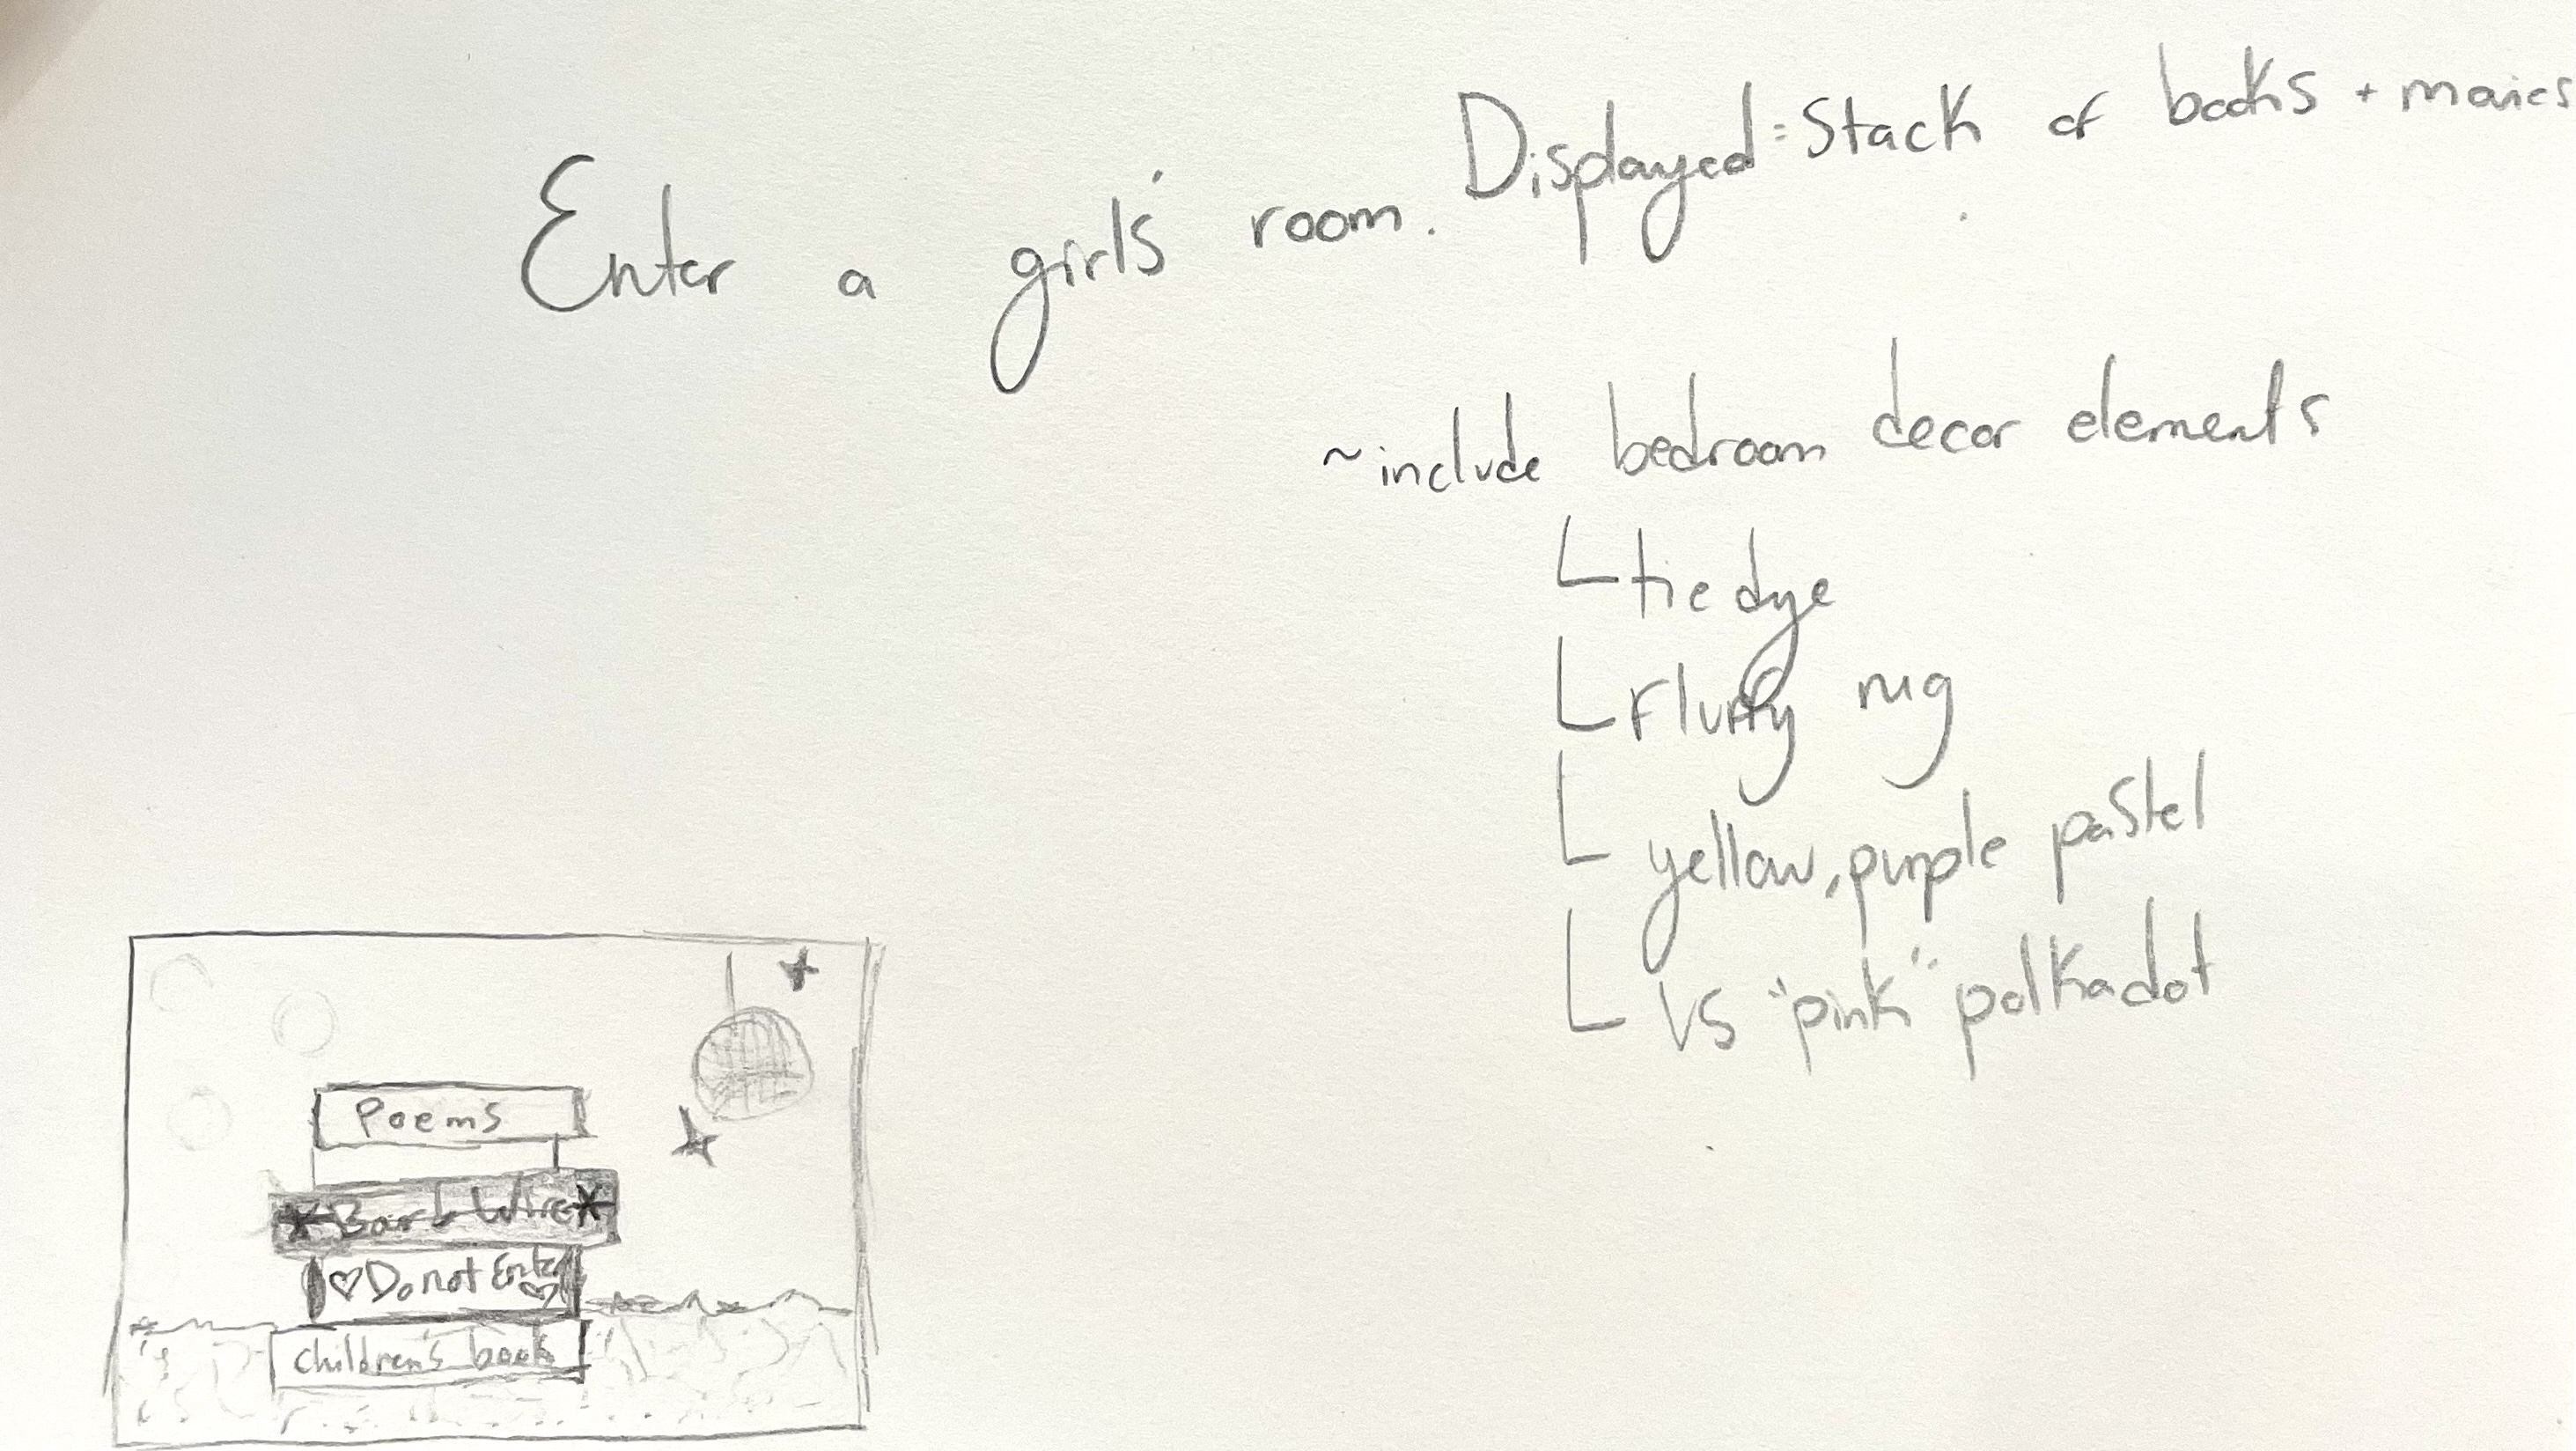 Enter a girls' room. Displayed: Stack of books + movies
~include bedroom decor elements
tie dye
Fluffy rug
yellow, purple pastel
VS "pink" polkadot
Poems
Barb Wire
Do not Enter
Children's books